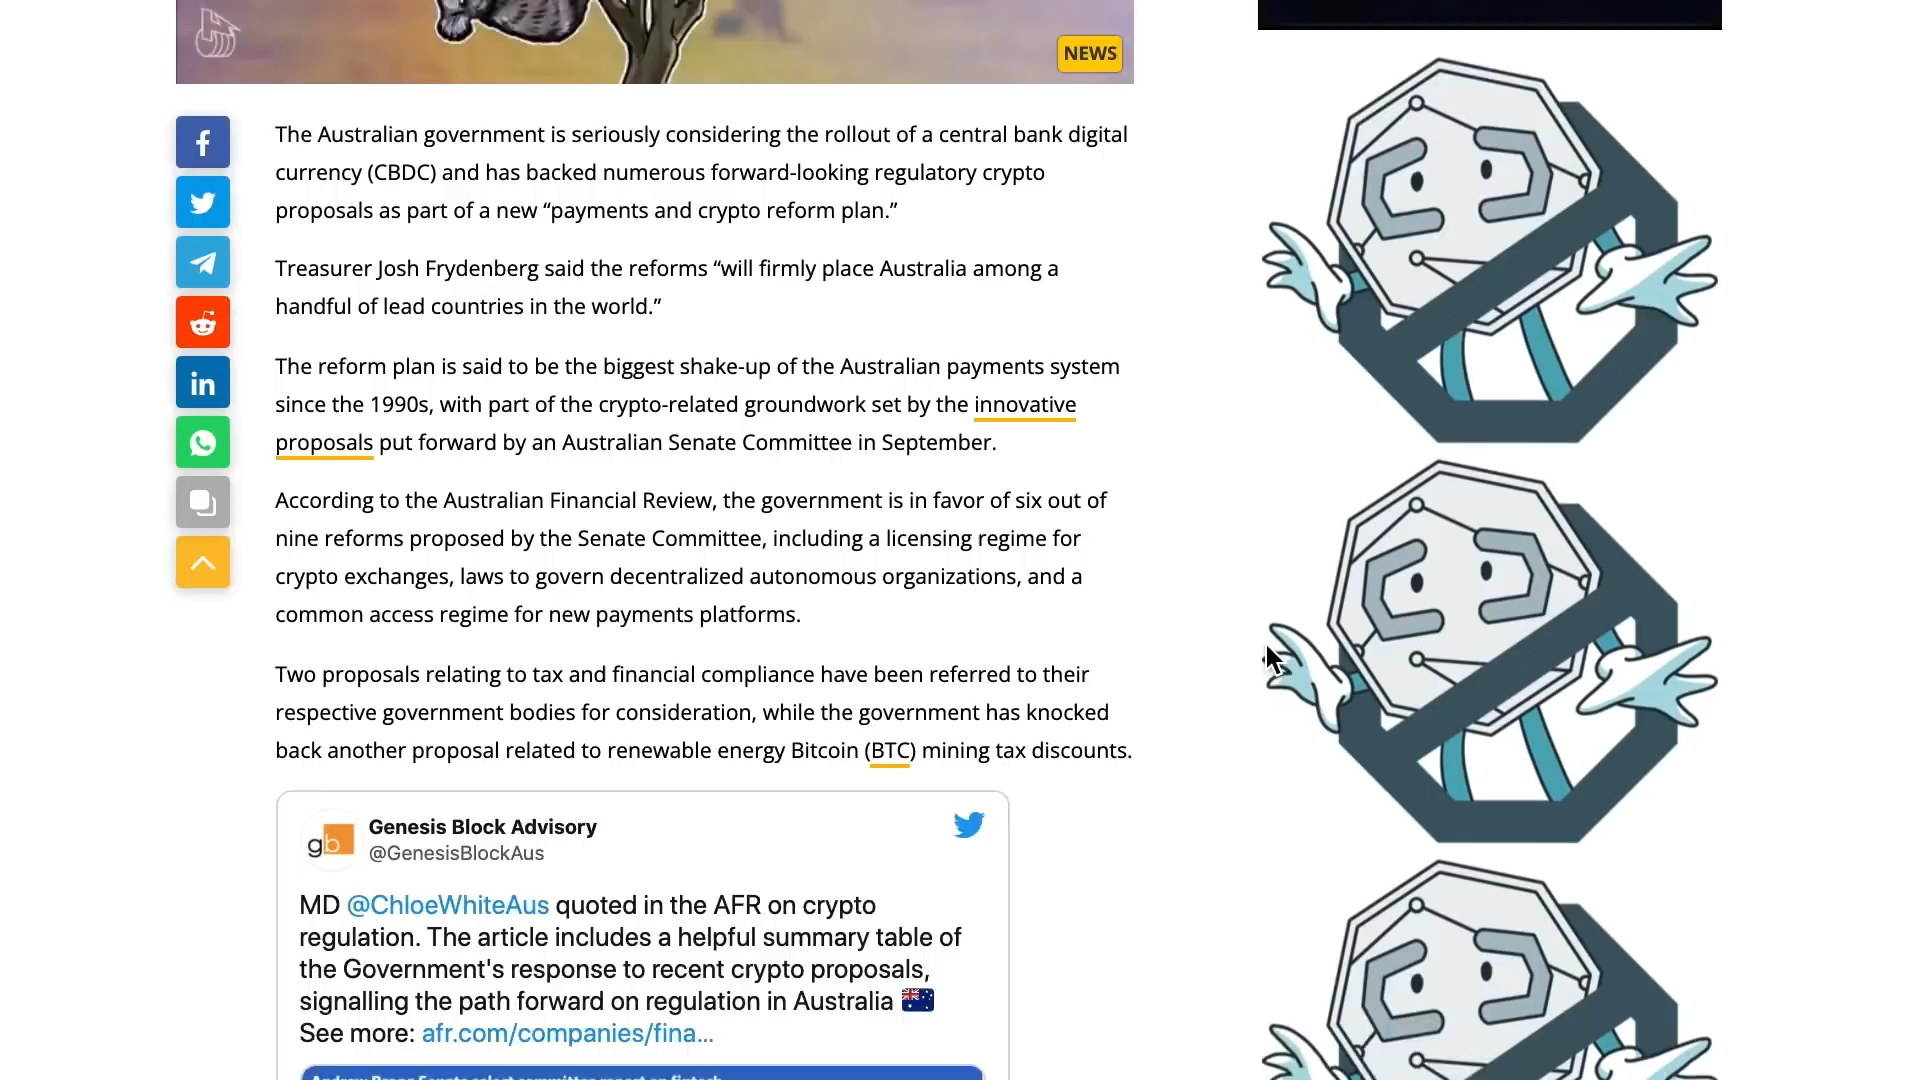 NEWS
The Australian government is seriously considering the rollout of a central bank digital
currency (CBDC) and has backed numerous forward-looking regulatory crypto
proposals as part of a new “payments and crypto reform plan.”
Treasurer Josh Frydenberg said the reforms “will firmly place Australia among a
handful of lead countries in the world.”
The reform plan is said to be the biggest shake-up of the Australian payments system
since the 1990s, with part of the crypto-related groundwork set by the innovative
proposals put forward by an Australian Senate Committee in September.
According to the Australian Financial Review, the government is in favor of six out of
nine reforms proposed by the Senate Committee, including a licensing regime for
crypto exchanges, laws to govern decentralized autonomous organizations, and a
common access regime for new payments platforms.
Two proposals relating to tax and financial compliance have been referred to their
respective government bodies for consideration, while the government has knocked
back another proposal related to renewable energy Bitcoin (BTC) mining tax discounts.
gb
Genesis Block Advisory
@GenesisBlockAus
MD @ChloeWhiteAus quoted in the AFR on crypto
regulation. The article includes a helpful summary table of
the Government's response to recent crypto proposals,
signalling the path forward on regulation in Australia 🇦🇺
See more: afr.com/companies/fina...